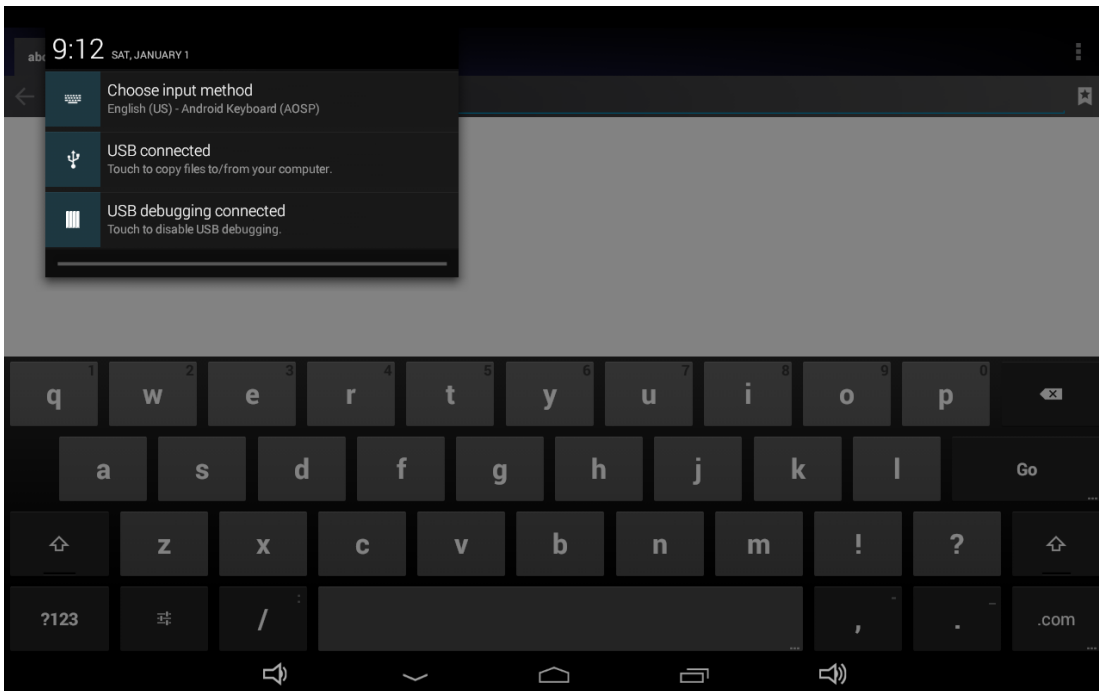 9:12 SAT, JANUARY 1
abo
Choose input method
English (US) - Android Keyboard (AOSP)
USB connected
Touch to copy files to/from your computer.
USB debugging connected
Touch to disable USB debugging.
1 2 3 4 5 6 7 8 9 0
q w e r t y u i o p
a s d f g h j k l Go
z x c v b n m ! ?
?123 / : , - . _ .com